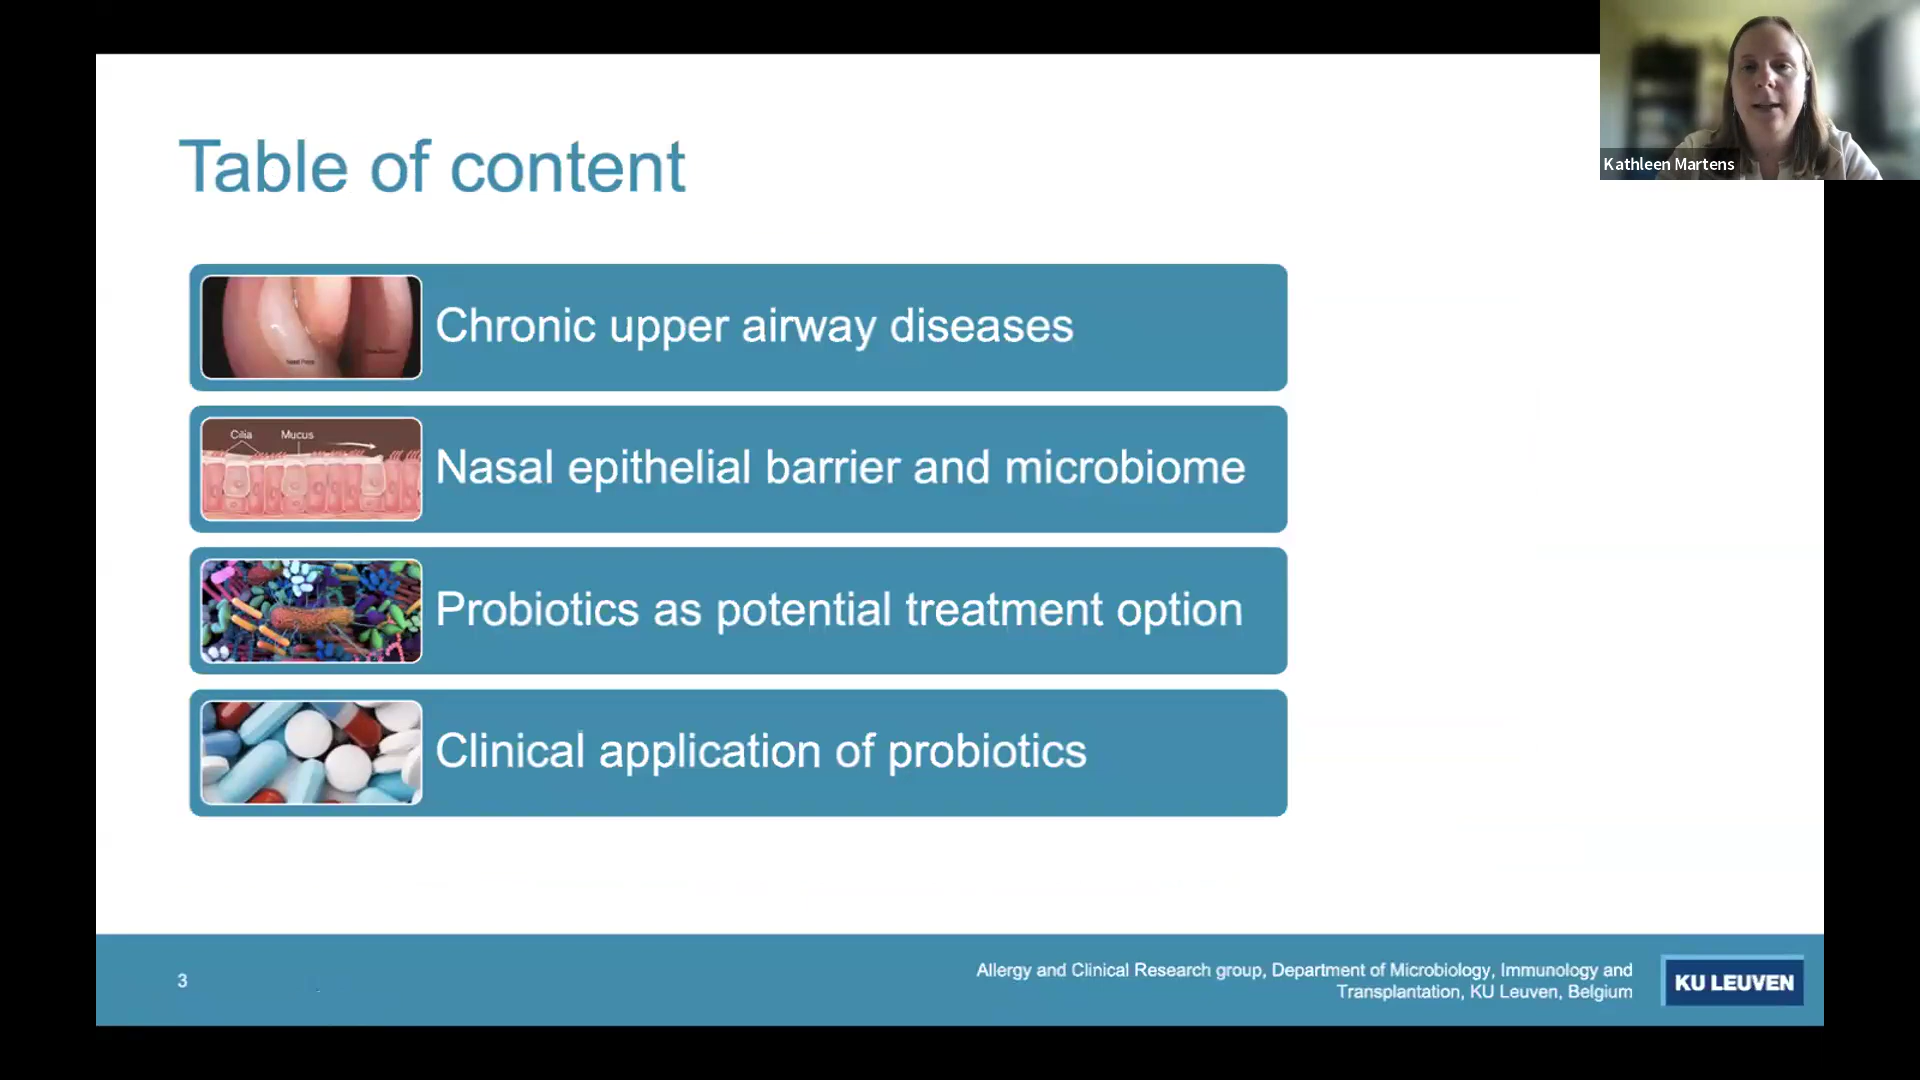 Kathleen Martens
Table of content
Chronic upper airway diseases
Cilia Mucus
Nasal epithelial barrier and microbiome
Probiotics as potential treatment option
Clinical application of probiotics
3
Allergy and Clinical Research group, Department of Microbiology, Immunology and
Transplantation, KU Leuven, Belgium
KU LEUVEN